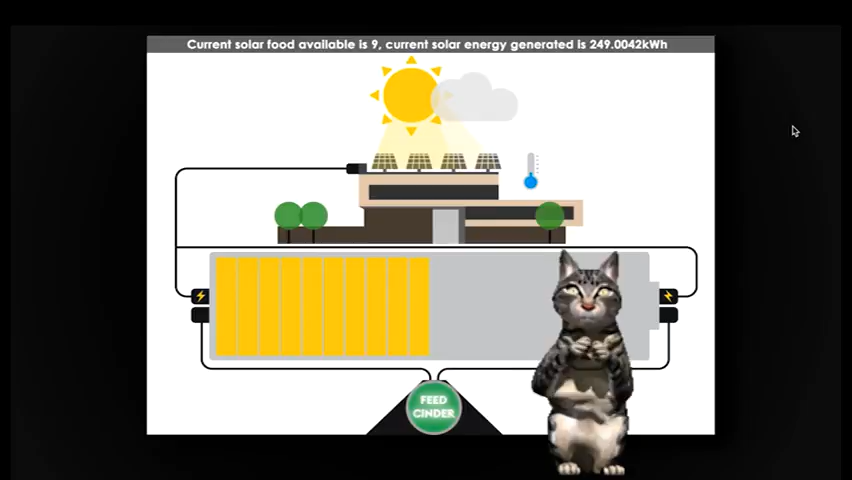 Current solar food available is 9, current solar energy generated is 249.0042kWh
FEED
CINDER